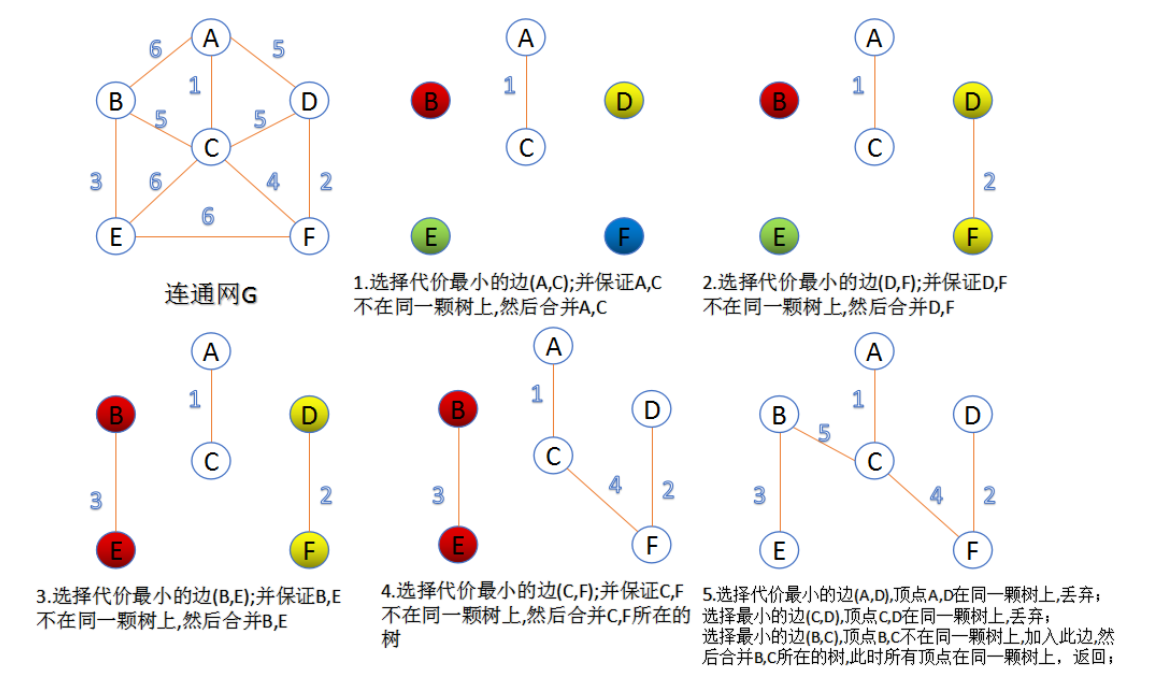 A
6
5
1
B
D
5
5
C
3
6
4
2
6
E
F
连通网G
A
1
B
D
C
E
F
1.选择代价最小的边(A,C);并保证A,C
不在同一颗树上,然后合并A,C
A
1
B
D
C
2
E
F
2.选择代价最小的边(D,F);并保证D,F
不在同一颗树上,然后合并D,F
A
1
B
D
C
3
2
E
F
3.选择代价最小的边(B,E);并保证B,E
不在同一颗树上,然后合并B,E
A
1
B
D
C
3
4
2
E
F
4.选择代价最小的边(C,F);并保证C,F
不在同一颗树上,然后合并C,F所在的
树
A
1
B
D
5
C
3
4
2
E
F
5.选择代价最小的边(A,D),顶点A,D在同一颗树上,丢弃；
选择最小的边(C,D),顶点C,D在同一颗树上,丢弃；
选择最小的边(B,C),顶点B,C不在同一颗树上,加入此边,然
后合并B,C所在的树,此时所有顶点在同一颗树上，返回；